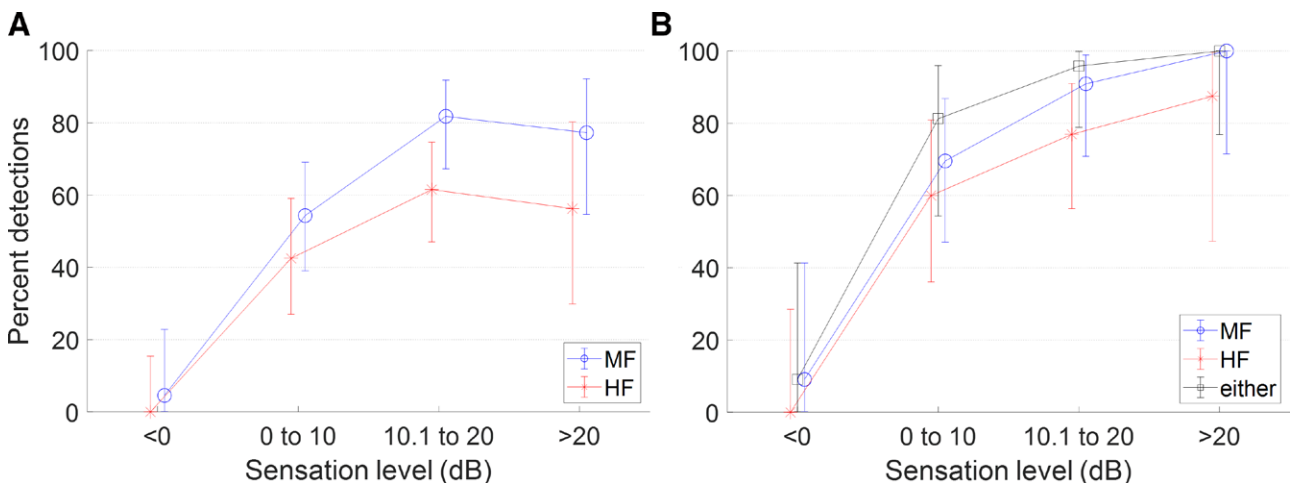 A
Percent detections
100
80
60
40
20
0
<0
0 to 10
10.1 to 20
>20
Sensation level (dB)
MF
HF
B
100
80
60
40
20
0
<0
0 to 10
10.1 to 20
>20
Sensation level (dB)
MF
HF
either